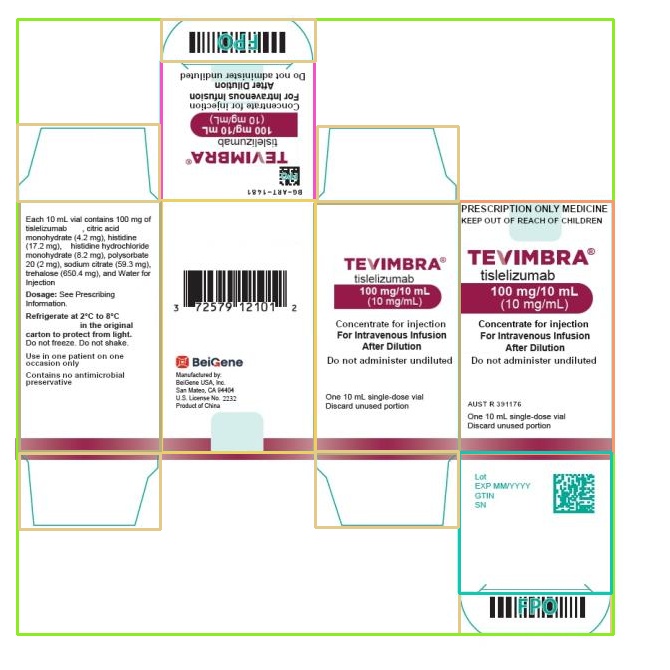 FPO
Do not administer undiluted
After Dilution
For Intravenous Infusion
Concentrate for injection
(10 mg/mL)
100 mg/10 mL
tislelizumab
TEVIMBRA®
FPO
BG-ART-1481
Each 10 mL vial contains 100 mg of
tislelizumab , citric acid
monohydrate (4.2 mg), histidine
(17.2 mg), histidine hydrochloride
monohydrate (8.2 mg), polysorbate
20 (2 mg), sodium citrate (59.3 mg),
trehalose (650.4 mg), and Water for
Injection
Dosage: See Prescribing
Information.
Refrigerate at 2°C to 8°C
in the original
carton to protect from light.
Do not freeze. Do not shake.
Use in one patient on one
occasion only
Contains no antimicrobial
preservative
3 72579 12101 2
BeiGene
Manufactured by:
BeiGene USA, Inc.
San Mateo, CA 94404
U.S. License No. 2232
Product of China
TEVIMBRA®
tislelizumab
100 mg/10 mL
(10 mg/mL)
Concentrate for injection
For Intravenous Infusion
After Dilution
Do not administer undiluted
One 10 mL single-dose vial
Discard unused portion
PRESCRIPTION ONLY MEDICINE
KEEP OUT OF REACH OF CHILDREN
TEVIMBRA®
tislelizumab
100 mg/10 mL
(10 mg/mL)
Concentrate for injection
For Intravenous Infusion
After Dilution
Do not administer undiluted
AUST R 391176
One 10 mL single-dose vial
Discard unused portion
Lot
EXP MM/YYYY
GTIN
SN
FPO